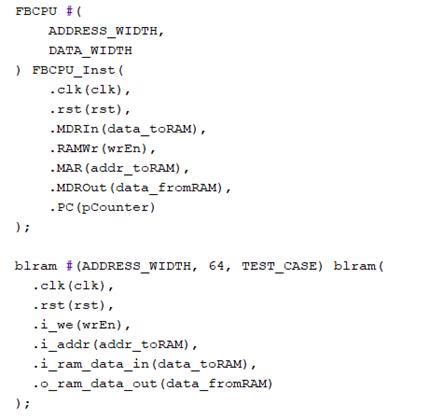 FBCPU #(
    ADDRESS_WIDTH,
    DATA_WIDTH
) FBCPU_Inst(
    .clk(clk),
    .rst(rst),
    .MDRIn(data_toRAM),
    .RAMWr(wrEn),
    .MAR(addr_toRAM),
    .MDROut(data_fromRAM),
    .PC(pCounter)
);

blram #(ADDRESS_WIDTH, 64, TEST_CASE) blram(
  .clk(clk),
  .rst(rst),
  .i_we(wrEn),
  .i_addr(addr_toRAM),
  .i_ram_data_in(data_toRAM),
  .o_ram_data_out(data_fromRAM)
);